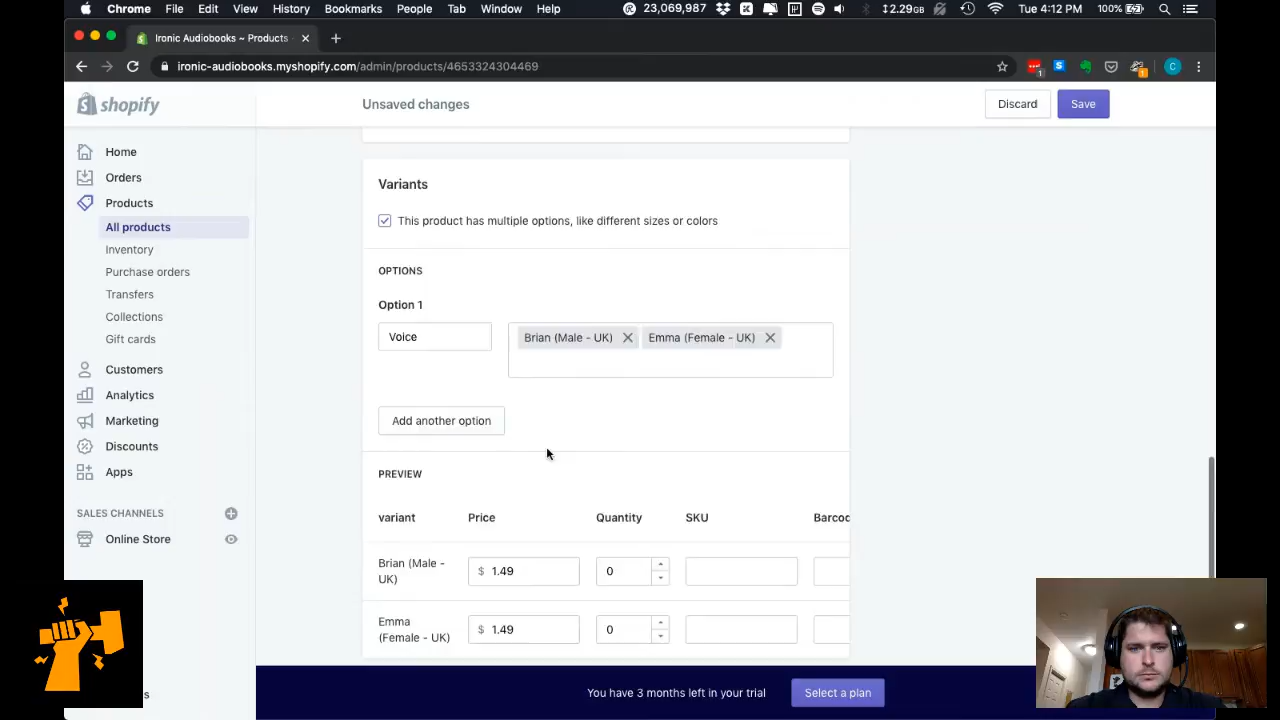 Chrome File Edit View History Bookmarks People Tab Window Help 23,069,987 2.29GB Tue 4:12 PM 100%
Ironic Audiobooks ~ Products -
ironic-audiobooks.myshopify.com/admin/products/4653324304469
shopify
Unsaved changes
Discard Save
Home
Orders
Products
All products
Inventory
Purchase orders
Transfers
Collections
Gift cards
Customers
Analytics
Marketing
Discounts
Apps
SALES CHANNELS
Online Store
Variants
This product has multiple options, like different sizes or colors
OPTIONS
Option 1
Voice Brian (Male - UK) Emma (Female - UK)
Add another option
PREVIEW
variant Price Quantity SKU Barcod
Brian (Male -
UK) $ 1.49 0
Emma
(Female - UK) $ 1.49 0
You have 3 months left in your trial Select a plan